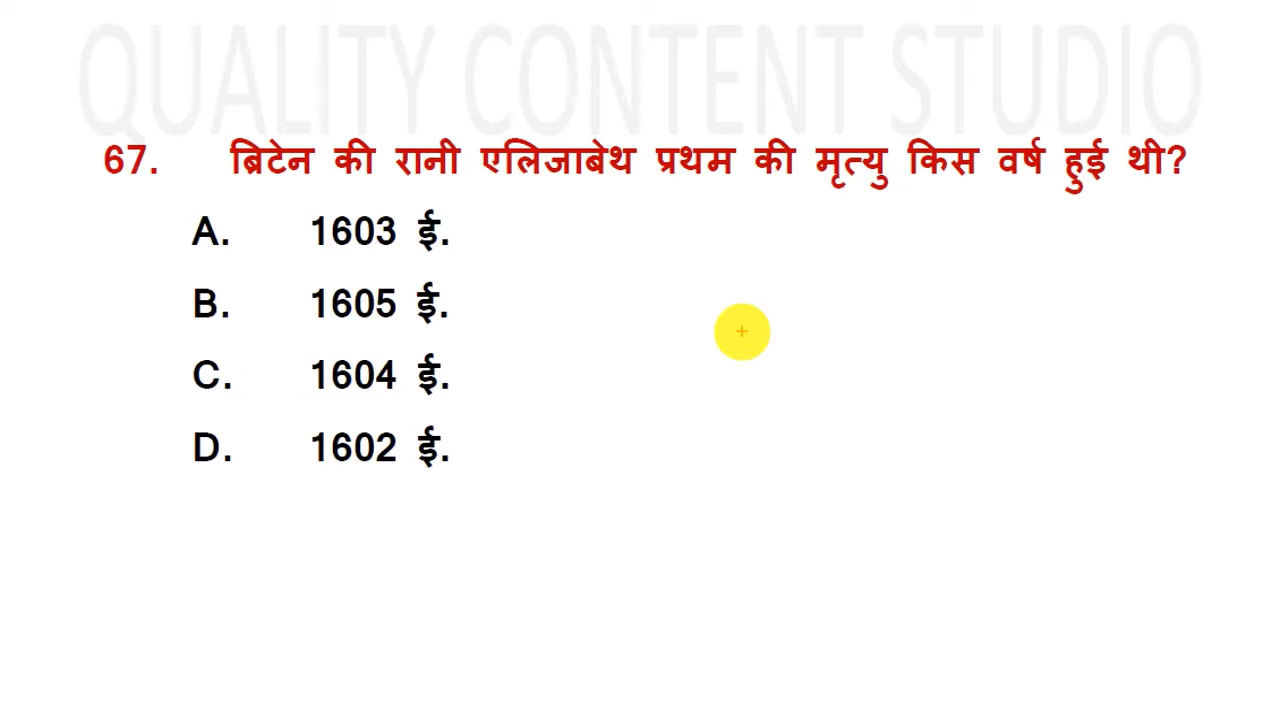 QUALITY CONTENT STUDIO
67. ब्रिटेन की रानी एलिजाबेथ प्रथम की मृत्यु किस वर्ष हुई थी?
A. 1603 ई.
B. 1605 ई.
C. 1604 ई.
D. 1602 ई.